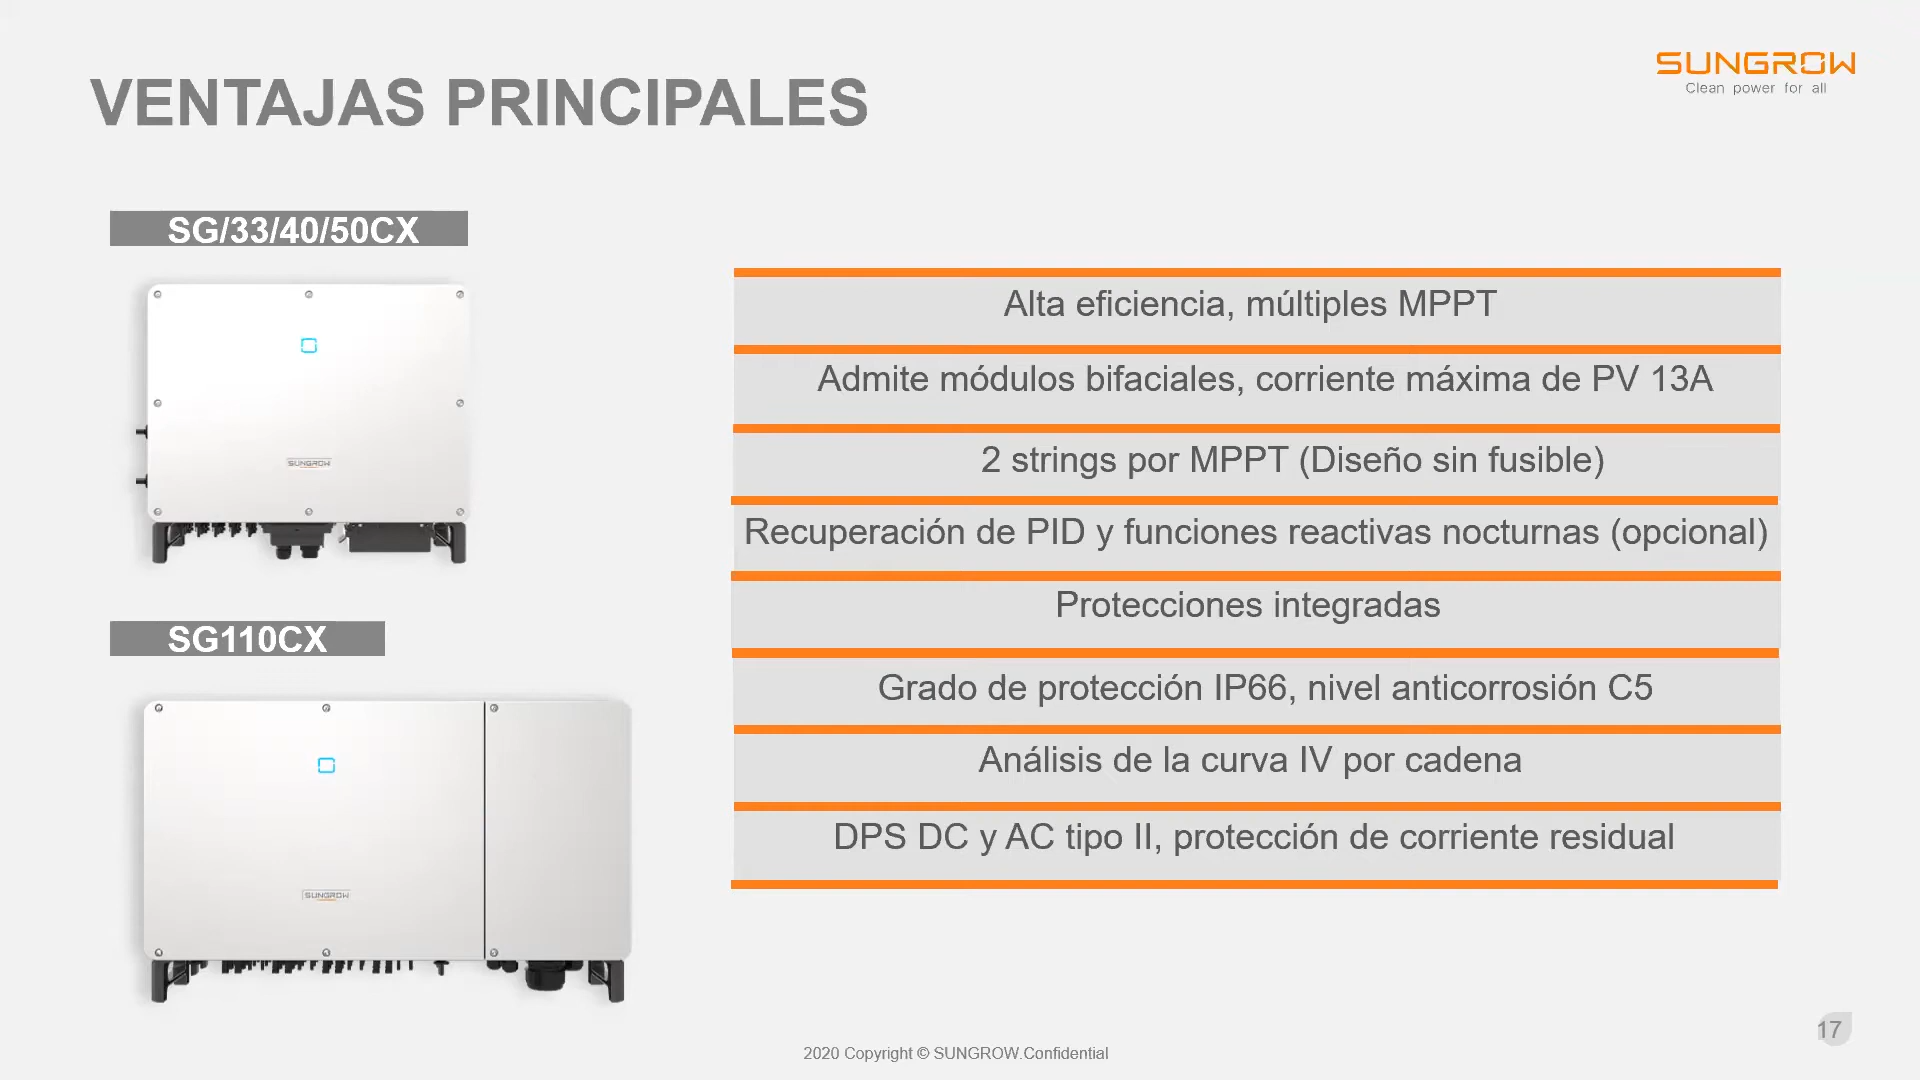 VENTAJAS PRINCIPALES
SUNGROW
Clean power for all
SG/33/40/50CX
SUNGROW
SG110CX
SUNGROW
Alta eficiencia, múltiples MPPT
Admite módulos bifaciales, corriente máxima de PV 13A
2 strings por MPPT (Diseño sin fusible)
Recuperación de PID y funciones reactivas nocturnas (opcional)
Protecciones integradas
Grado de protección IP66, nivel anticorrosión C5
Análisis de la curva IV por cadena
DPS DC y AC tipo II, protección de corriente residual
2020 Copyright © SUNGROW.Confidential
17